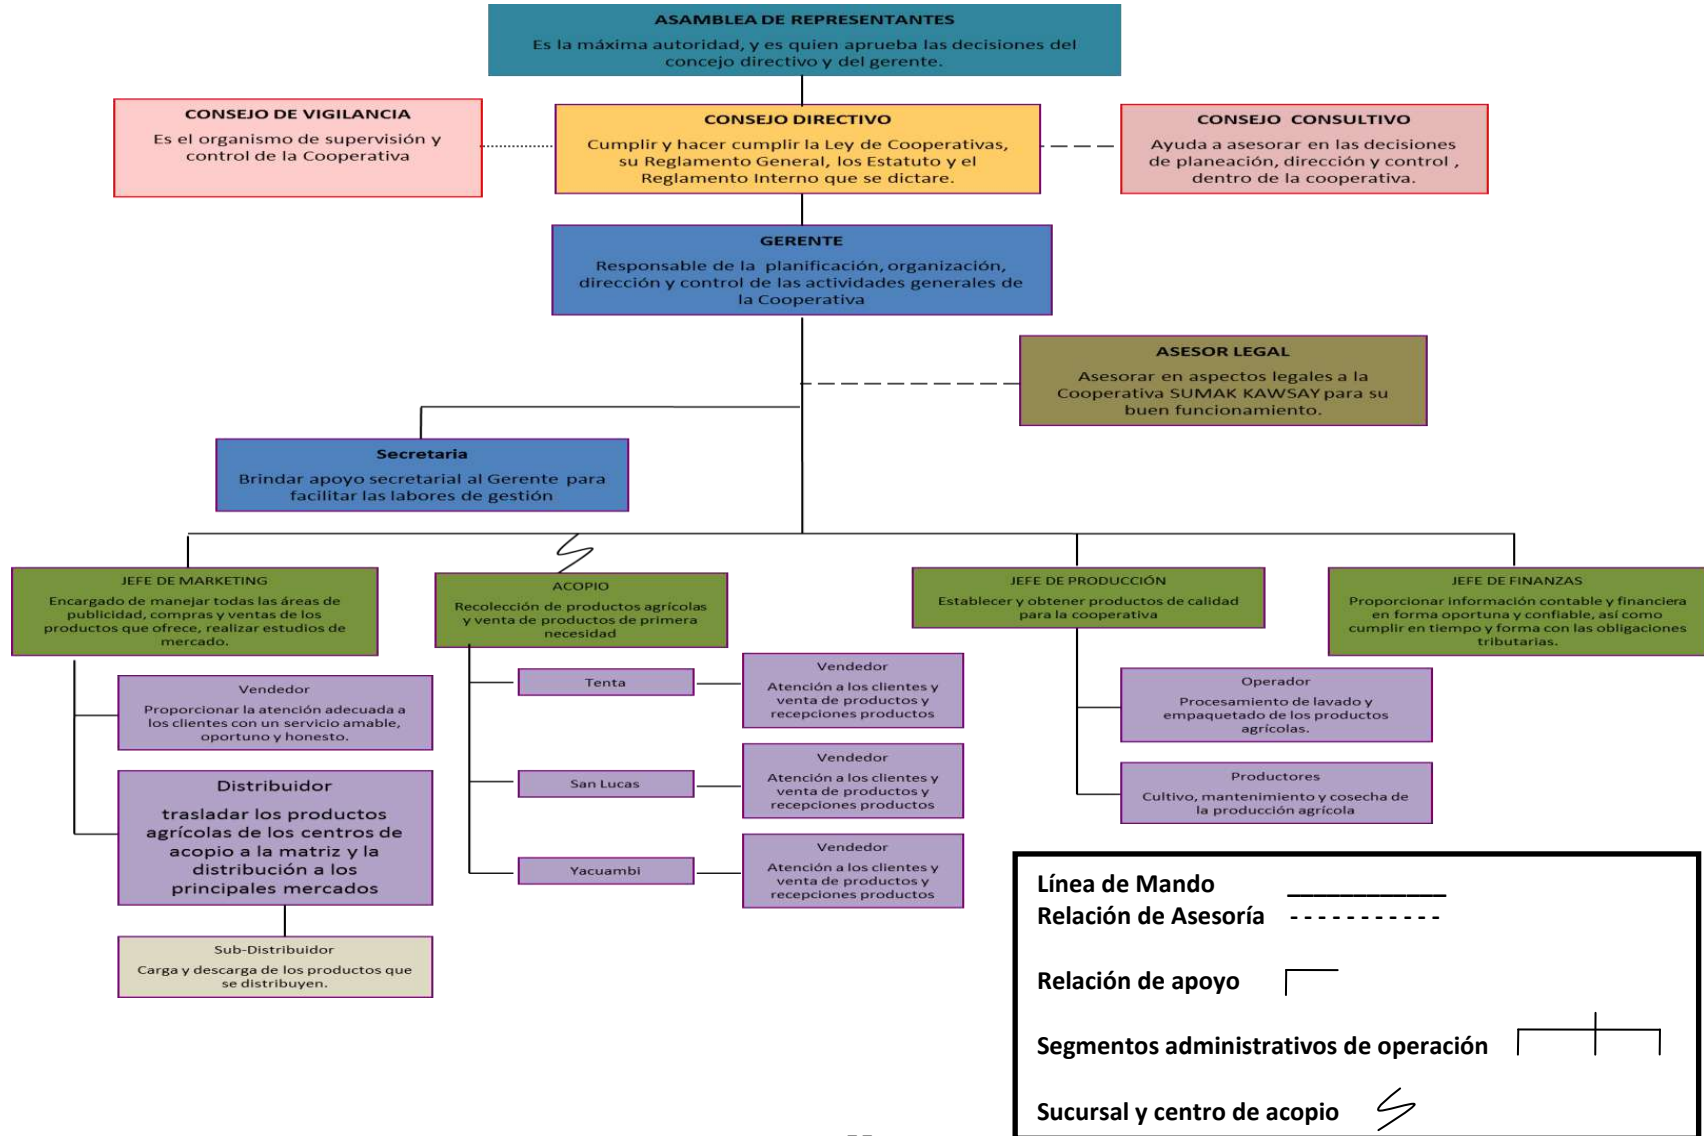 ASAMBLEA DE REPRESENTANTES
Es la máxima autoridad, y es quien aprueba las decisiones del
concejo directivo y del gerente.
CONSEJO DE VIGILANCIA
Es el organismo de supervisión y
control de la Cooperativa
CONSEJO DIRECTIVO
Cumplir y hacer cumplir la Ley de Cooperativas,
su Reglamento General, los Estatuto y el
Reglamento Interno que se dictare.
CONSEJO CONSULTIVO
Ayuda a asesorar en las decisiones
de planeación, dirección y control ,
dentro de la cooperativa.
GERENTE
Responsable de la planificación, organización,
dirección y control de las actividades generales de
la Cooperativa
ASESOR LEGAL
Asesorar en aspectos legales a la
Cooperativa SUMAK KAWSAY para su
buen funcionamiento.
Secretaria
Brindar apoyo secretarial al Gerente para
facilitar las labores de gestión
JEFE DE MARKETING
Encargado de manejar todas las áreas de
publicidad, compras y ventas de los
productos que ofrece, realizar estudios de
mercado.
Vendedor
Proporcionar la atención adecuada a
los clientes con un servicio amable,
oportuno y honesto.
Distribuidor
trasladar los productos
agrícolas de los centros de
acopio a la matriz y la
distribución a los
principales mercados
Sub-Distribuidor
Carga y descarga de los productos que
se distribuyen.
ACOPIO
Recolección de productos agrícolas
y venta de productos de primera
necesidad
Tenta
Vendedor
Atención a los clientes y
venta de productos y
recepciones productos
San Lucas
Vendedor
Atención a los clientes y
venta de productos y
recepciones productos
Yacuambi
Vendedor
Atención a los clientes y
venta de productos y
recepciones productos
JEFE DE PRODUCCIÓN
Establecer y obtener productos de calidad
para la cooperativa
Operador
Procesamiento de lavado y
empaquetado de los productos
agrícolas.
Productores
Cultivo, mantenimiento y cosecha de
la producción agrícola
JEFE DE FINANZAS
Proporcionar información contable y financiera
en forma oportuna y confiable, así como
cumplir en tiempo y forma con las obligaciones
tributarias.
Línea de Mando
Relación de Asesoría
Relación de apoyo
Segmentos administrativos de operación
Sucursal y centro de acopio